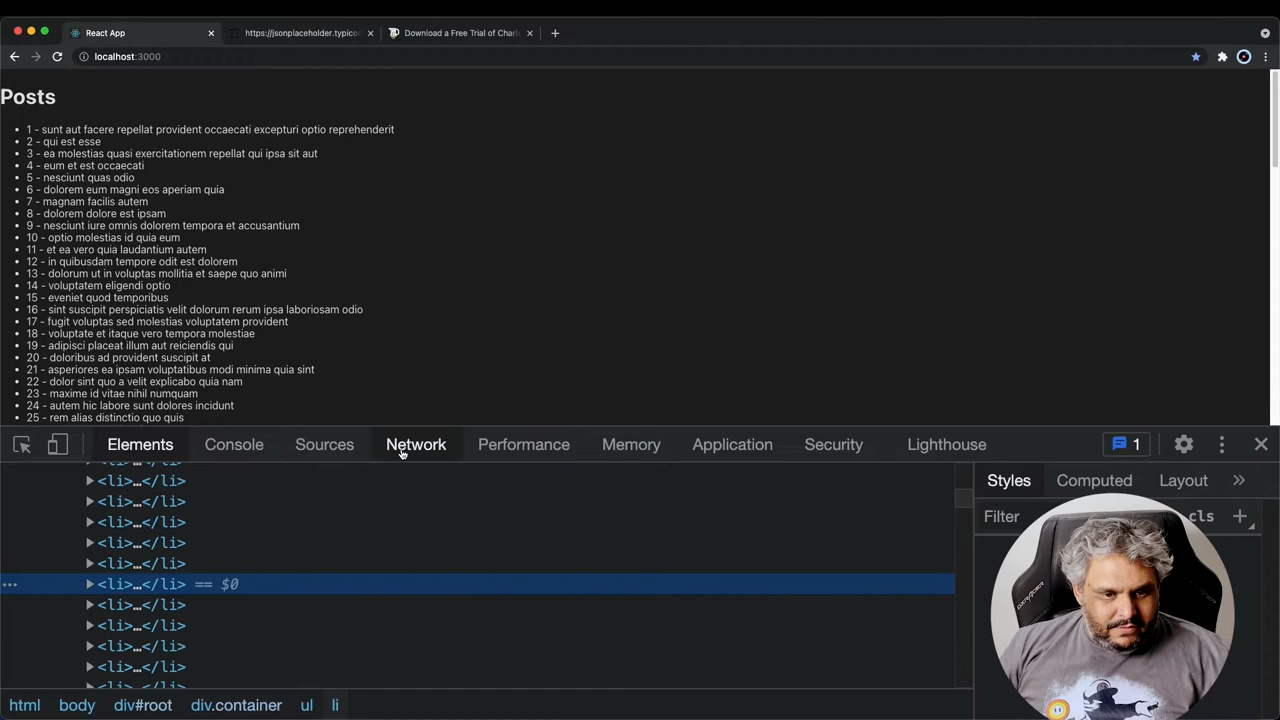 React App
https://jsonplaceholder.typico
Download a Free Trial of Charl
localhost:3000
Posts
1 - sunt aut facere repellat provident occaecati excepturi optio reprehenderit
2 - qui est esse
3 - ea molestias quasi exercitationem repellat qui ipsa sit aut
4 - eum et est occaecati
5 - nesciunt quas odio
6 - dolorem eum magni eos aperiam quia
7 - magnam facilis autem
8 - dolorem dolore est ipsam
9 - nesciunt iure omnis dolorem tempora et accusantium
10 - optio molestias id quia eum
11 - et ea vero quia laudantium autem
12 - in quibusdam tempore odit est dolorem
13 - dolorum ut in voluptas mollitia et saepe quo animi
14 - voluptatem eligendi optio
15 - eveniet quod temporibus
16 - sint suscipit perspiciatis velit dolorum rerum ipsa laboriosam odio
17 - fugit voluptas sed molestias voluptatem provident
18 - voluptate et itaque vero tempora molestiae
19 - adipisci placeat illum aut reiciendis qui
20 - doloribus ad provident suscipit at
21 - asperiores ea ipsam voluptatibus modi minima quia sint
22 - dolor sint quo a velit explicabo quia nam
23 - maxime id vitae nihil numquam
24 - autem hic labore sunt dolores incidunt
25 - rem alias distinctio quo quis
Elements Console Sources Network Performance Memory Application Security Lighthouse 1
<li>…</li>
<li>…</li>
<li>…</li>
<li>…</li>
<li>…</li>
<li>…</li> == $0
<li>…</li>
<li>…</li>
<li>…</li>
<li>…</li>
Styles Computed Layout
Filter cls
html body div#root div.container ul li